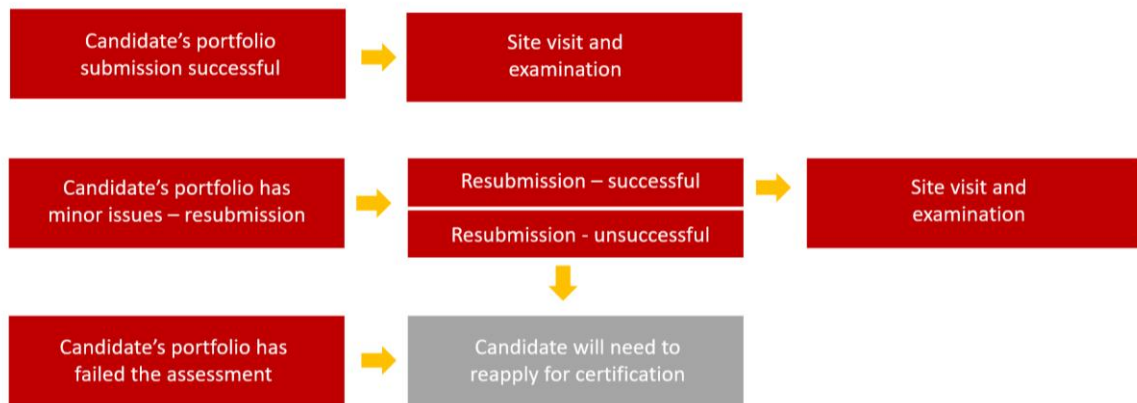 Candidate’s portfolio
submission successful
Site visit and
examination
Candidate’s portfolio has
minor issues – resubmission
Resubmission – successful
Resubmission - unsuccessful
Site visit and
examination
Candidate’s portfolio has
failed the assessment
Candidate will need to
reapply for certification